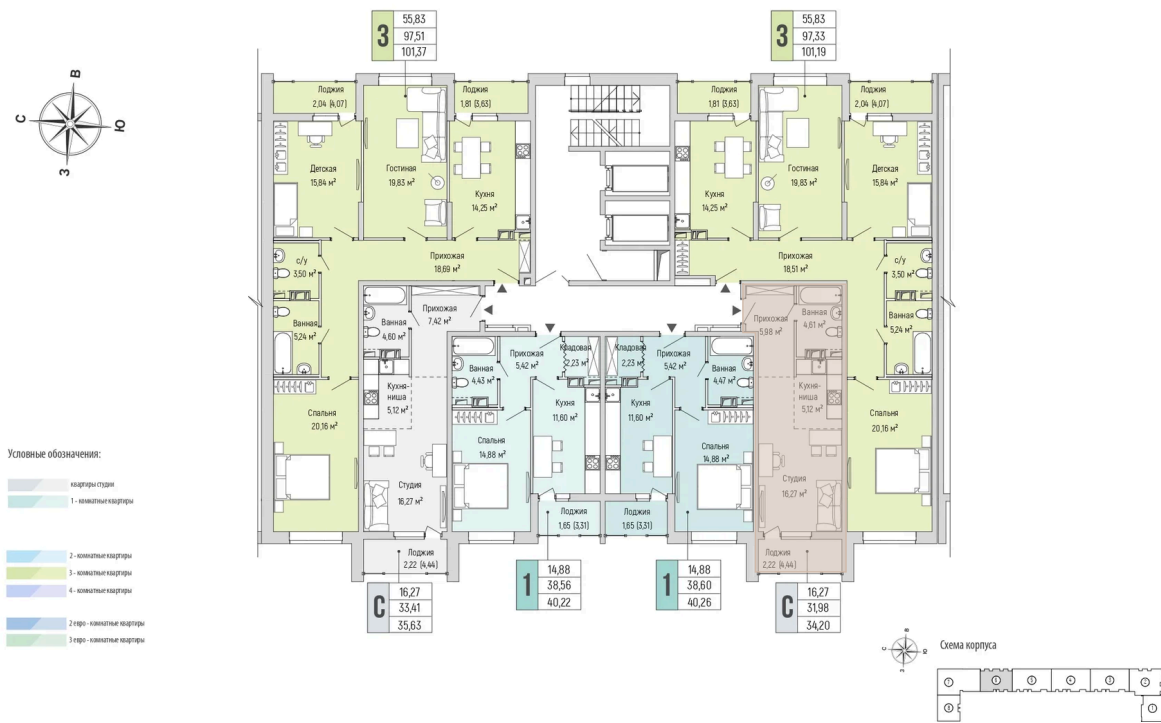 3
55,83
97,51
101,37
3
55,83
97,33
101,19
В
С
Ю
З
Лоджия
2,04 (4,07)
Лоджия
1,81 (3,63)
Лоджия
1,81 (3,63)
Лоджия
2,04 (4,07)
Детская
15,84 м²
Гостиная
19,83 м²
Кухня
14,25 м²
Кухня
14,25 м²
Гостиная
19,83 м²
Детская
15,84 м²
с/у
3,50 м²
Прихожая
18,69 м²
Прихожая
18,51 м²
с/у
3,50 м²
Ванная
5,24 м²
Ванная
4,60 м²
Прихожая
7,42 м²
Прихожая
5,98 м²
Ванная
4,61 м²
Ванная
5,24 м²
Ванная
4,43 м²
Прихожая
5,42 м²
Кладовая
2,23 м²
Кладовая
2,23 м²
Прихожая
5,42 м²
Ванная
4,47 м²
Спальня
20,16 м²
Кухня-
ниша
5,12 м²
Кухня
11,60 м²
Кухня
11,60 м²
Кухня-
ниша
5,12 м²
Спальня
20,16 м²
Спальня
14,88 м²
Спальня
14,88 м²
Студия
16,27 м²
Студия
16,27 м²
Лоджия
1,65 (3,31)
Лоджия
1,65 (3,31)
Лоджия
2,22 (4,44)
Лоджия
2,22 (4,44)
С
16,27
33,41
35,63
1
14,88
38,56
40,22
1
14,88
38,60
40,26
С
16,27
31,98
34,20
Условные обозначения:
квартиры студии
1 - комнатные квартиры
2 - комнатные квартиры
3 - комнатные квартиры
4 - комнатные квартиры
2 евро - комнатные квартиры
3 евро - комнатные квартиры
В
С
Ю
З
Схема корпуса
7
6
5
4
3
2
8
1